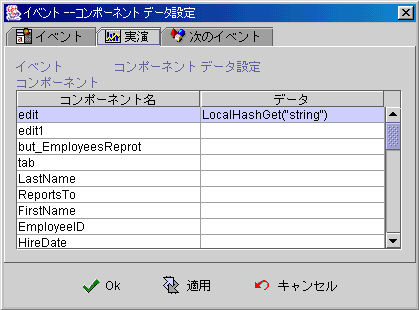 イベント --コンポーネント データ設定
イベント 実演 次のイベント
イベント コンポーネント データ設定
コンポーネント
コンポーネント名 データ
edit LocalHashGet("string")
edit1
but_EmployeesReprot
tab
LastName
ReportsTo
FirstName
EmployeeID
HireDate
Ok 適用 キャンセル